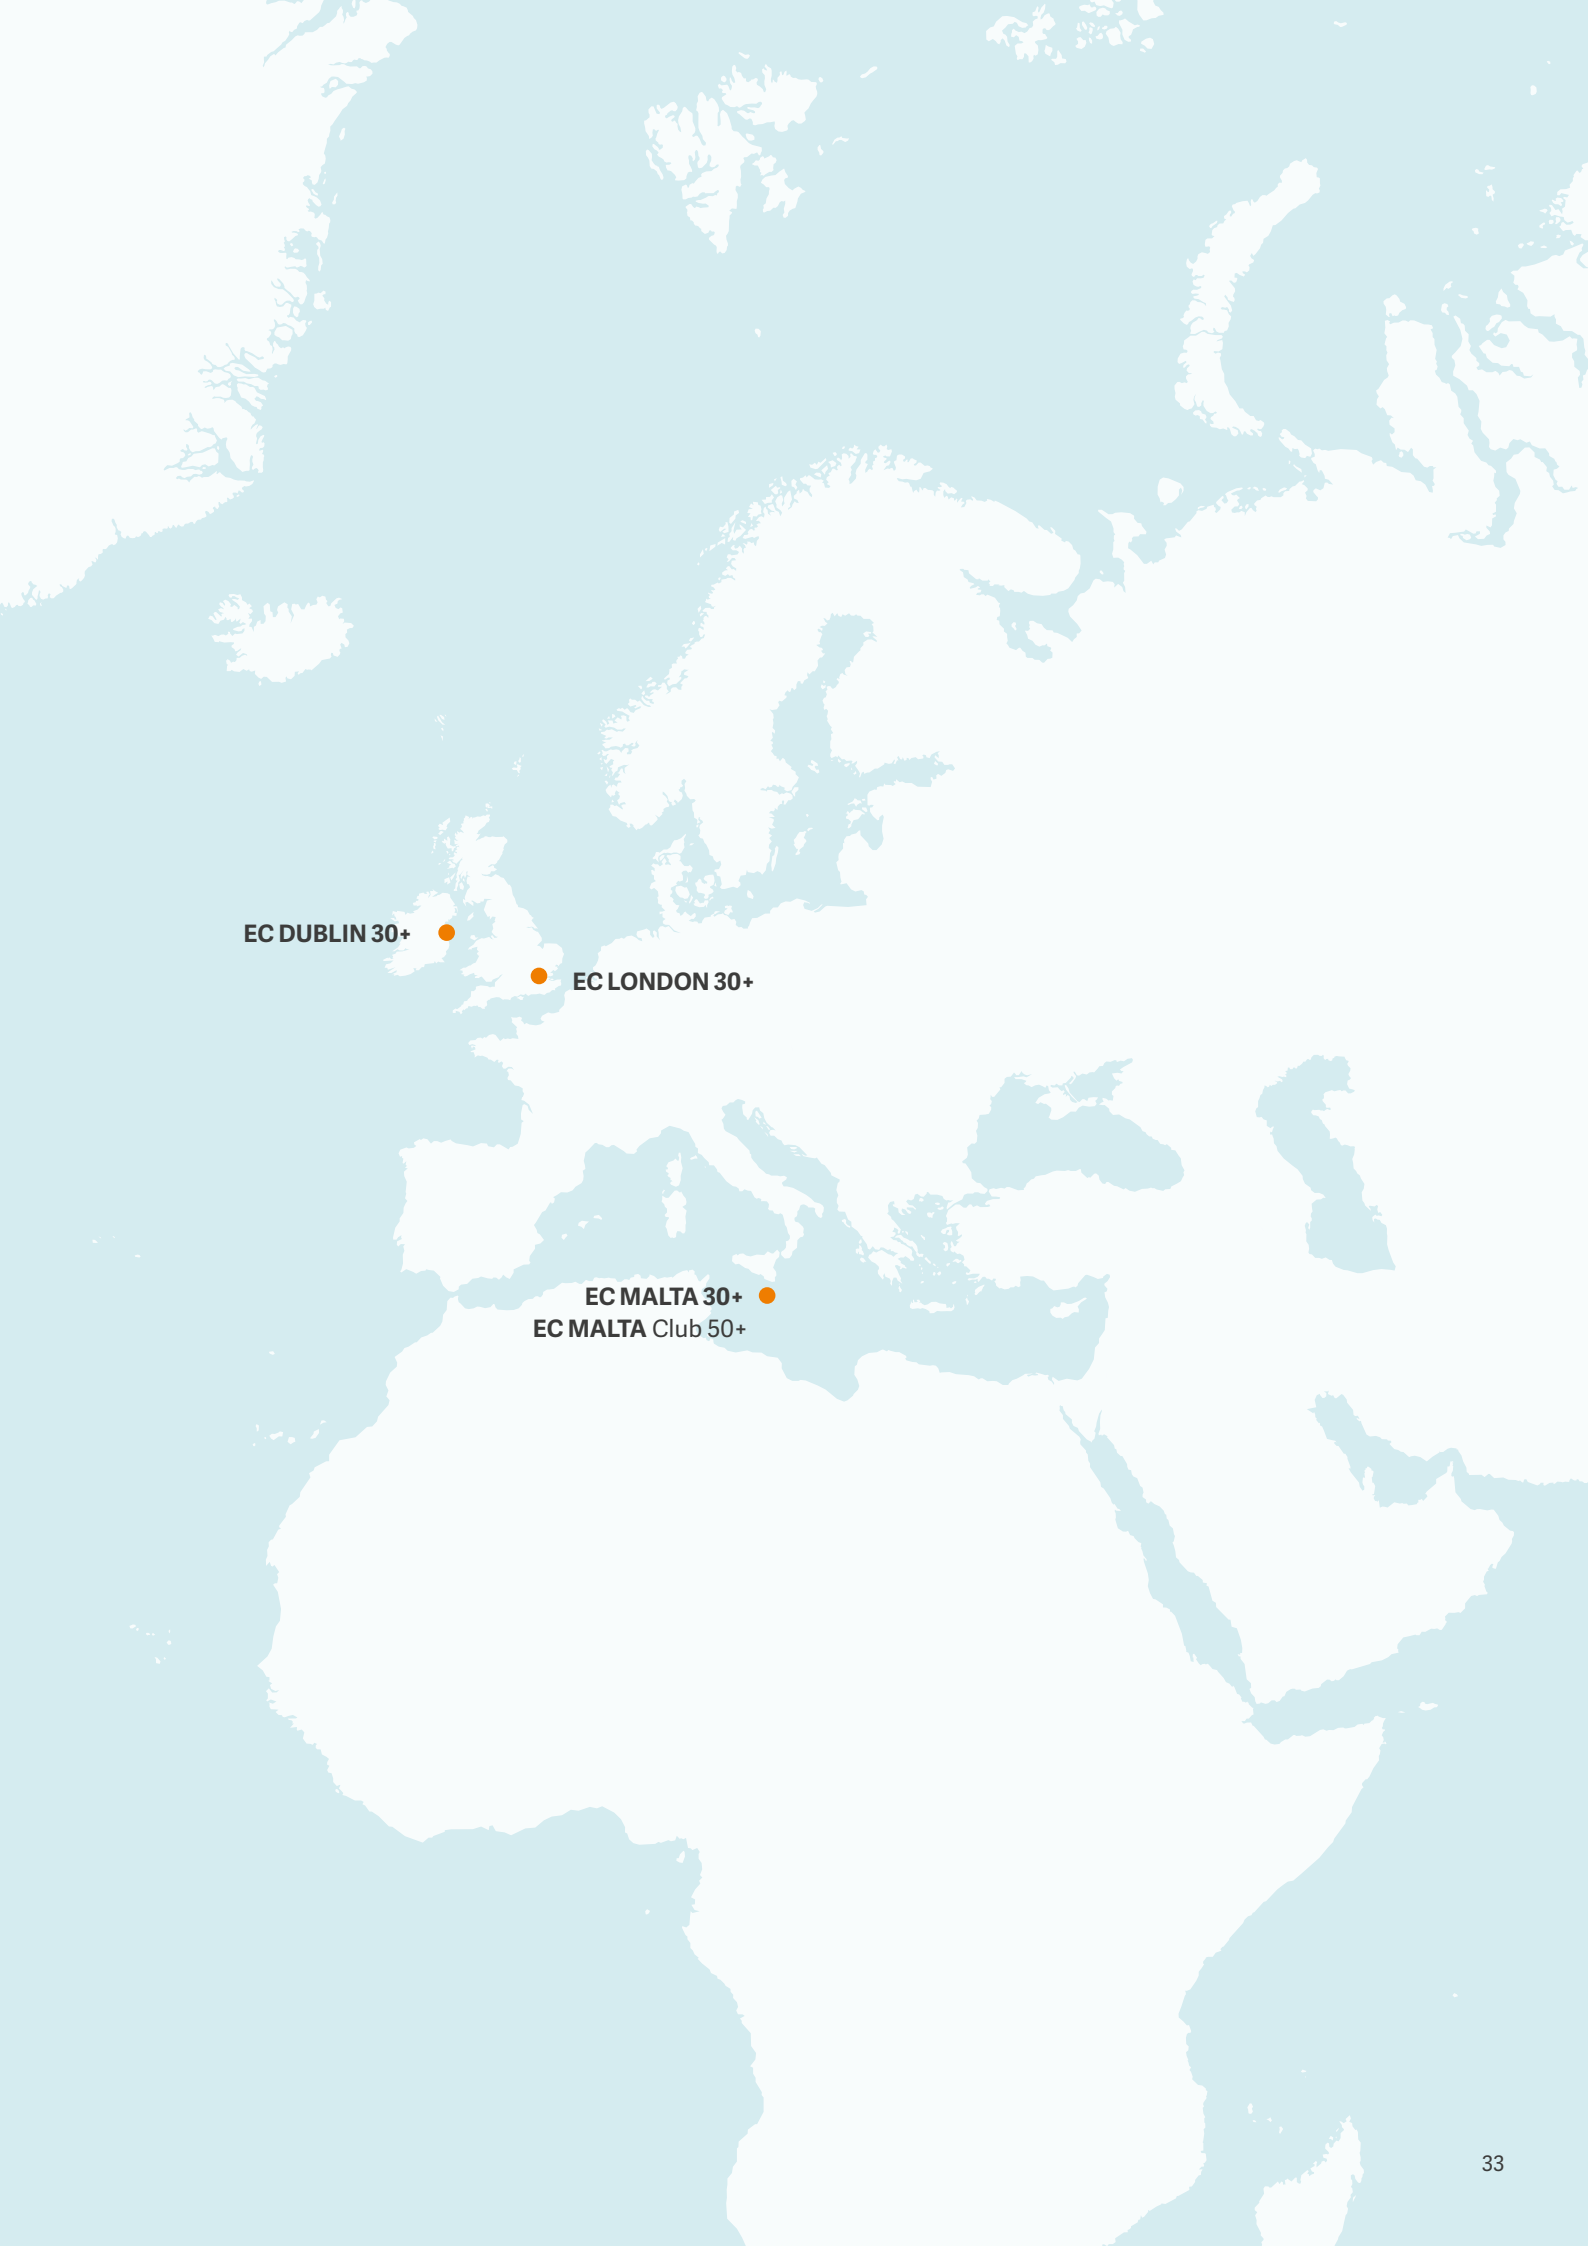 EC DUBLIN 30+
EC LONDON 30+
EC MALTA 30+
EC MALTA Club 50+
33